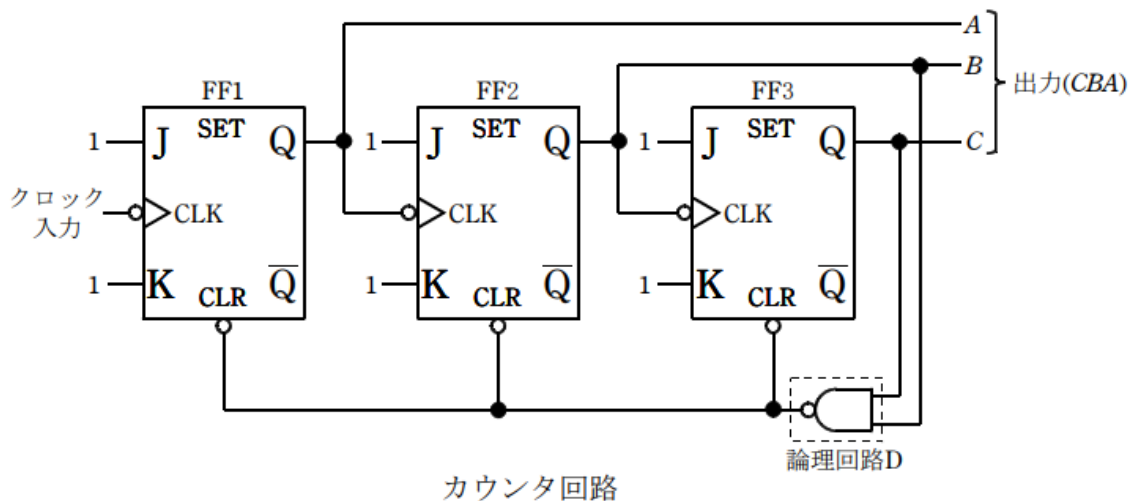 A
B
出力(CBA)
C
FF1
FF2
FF3
1 J SET Q
1 J SET Q
1 J SET Q
クロック
入力
CLK
CLK
CLK
1 K CLR Q̅
1 K CLR Q̅
1 K CLR Q̅
論理回路D
カウンタ回路